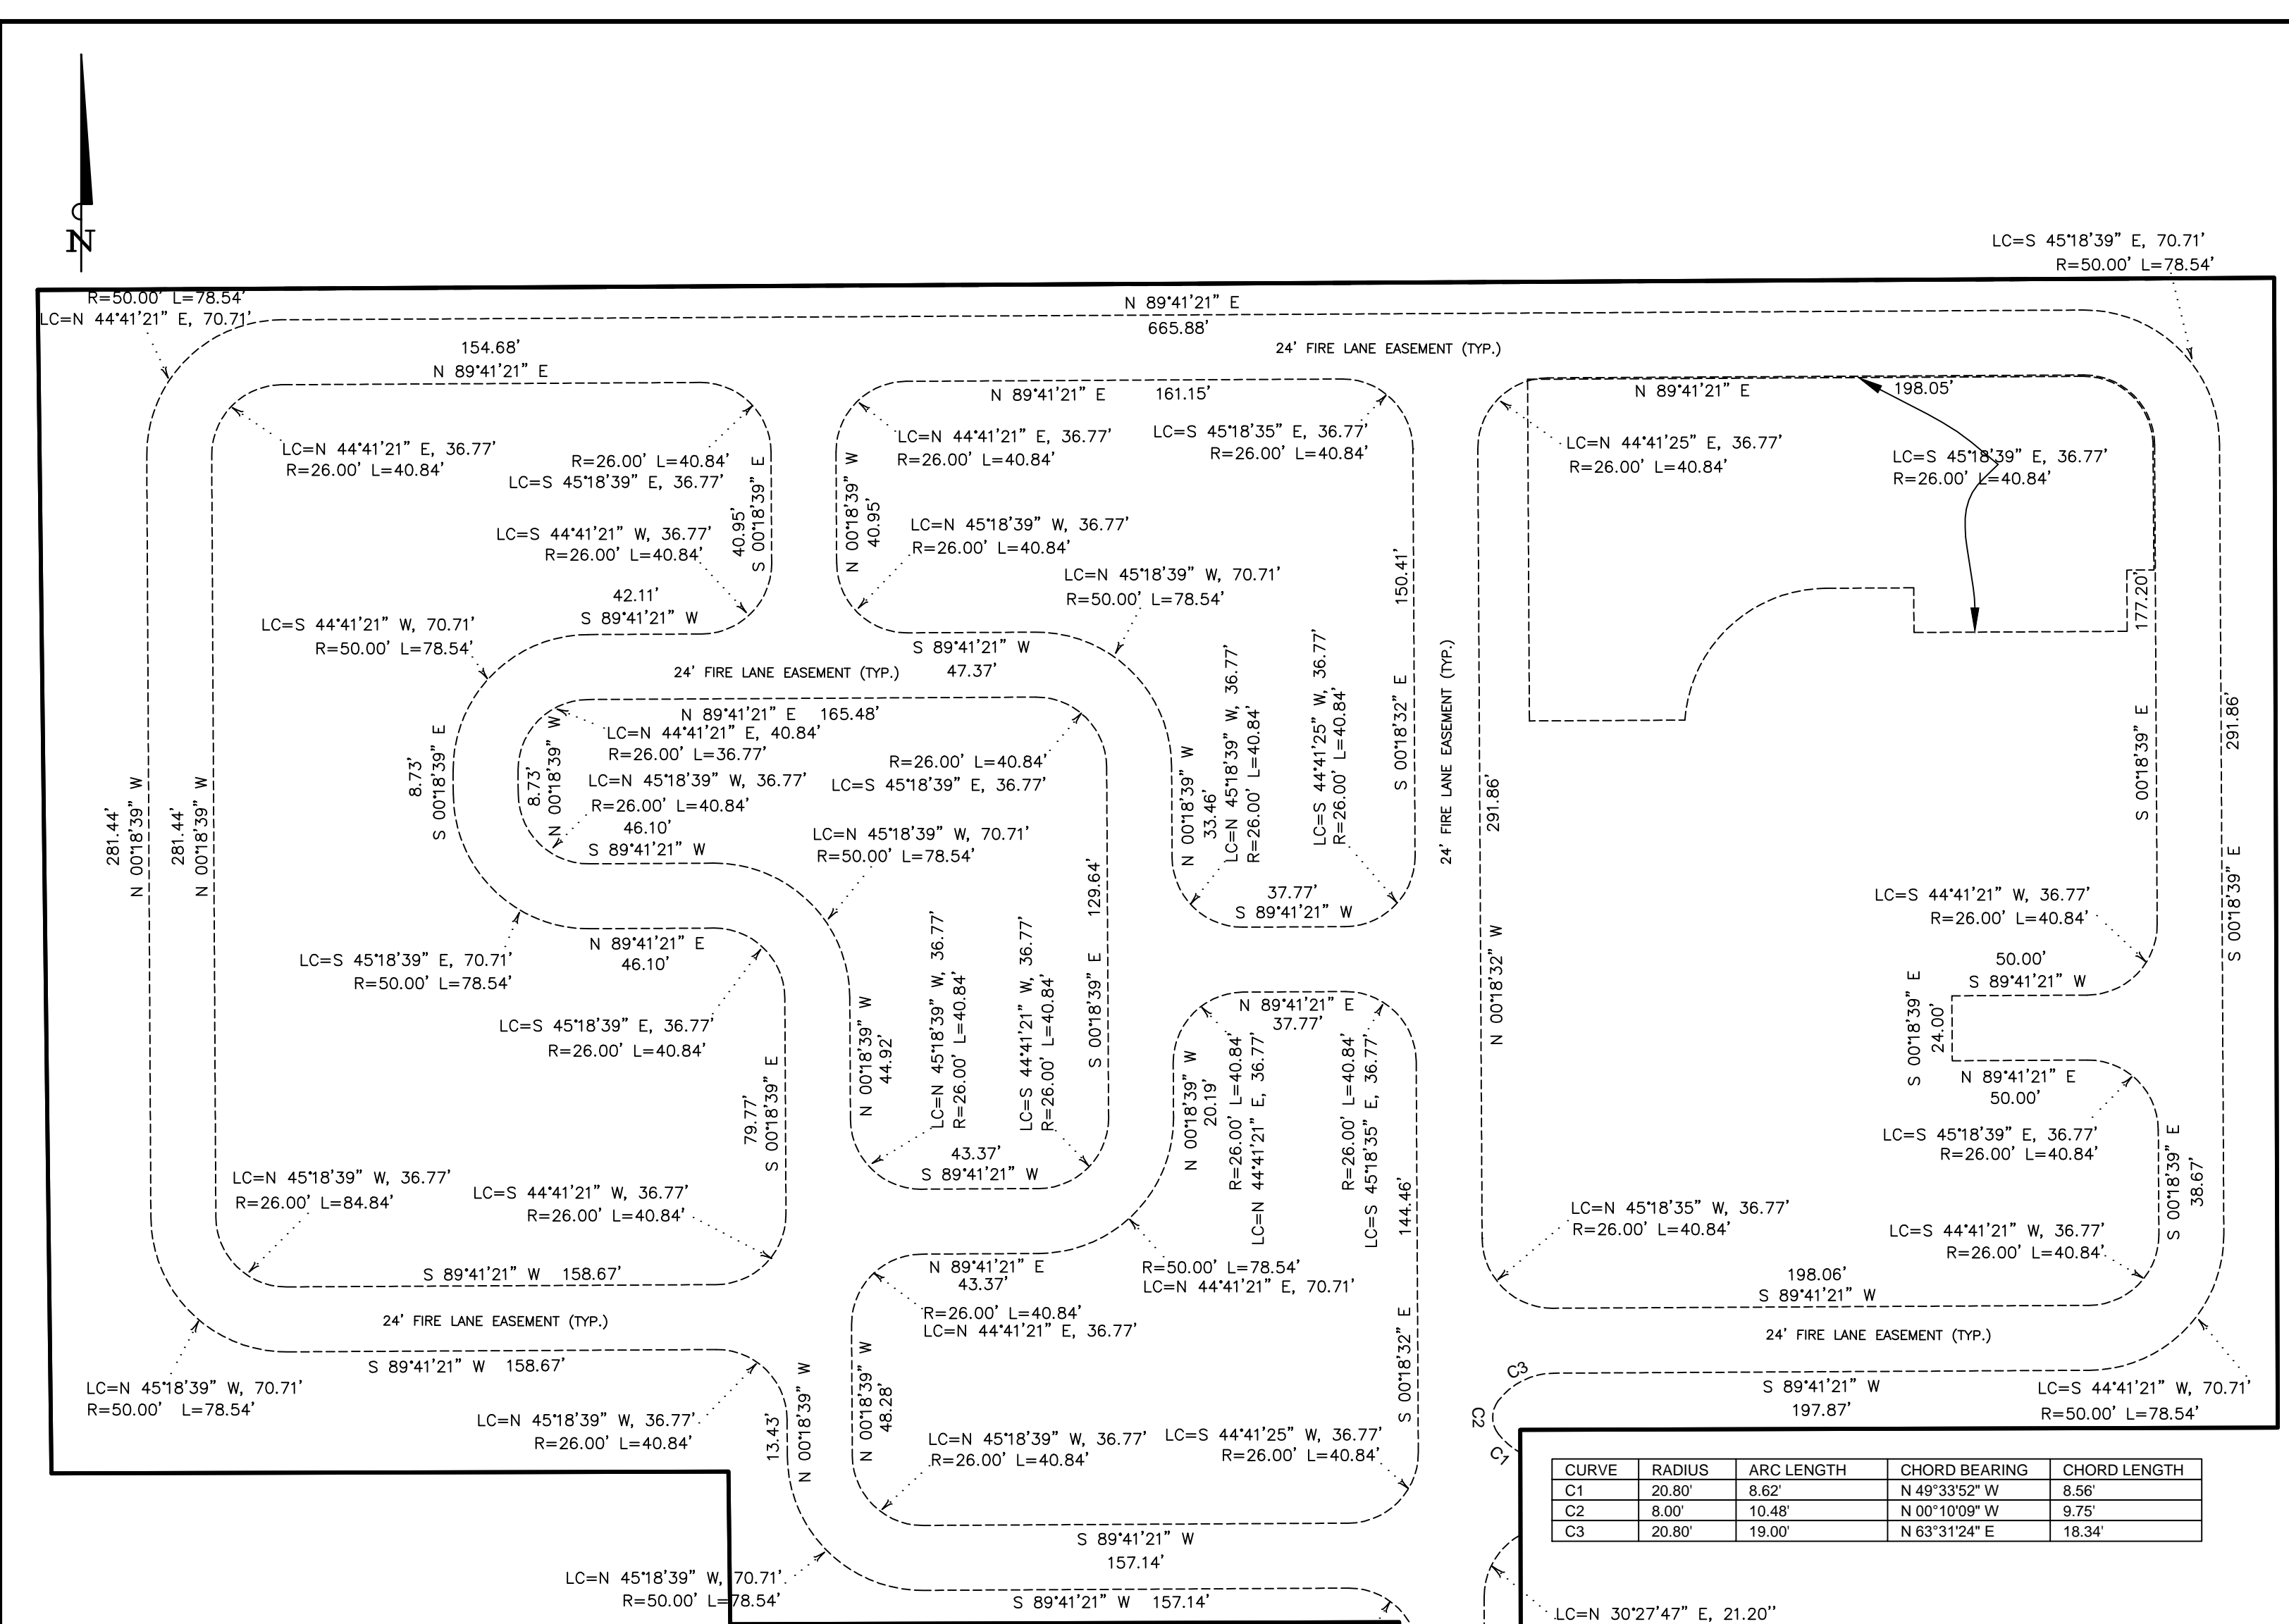 N
LC=S 45°18'39" E, 70.71'
R=50.00' L=78.54'
R=50.00' L=78.54'
LC=N 44°41'21" E, 70.71'
N 89°41'21" E
665.88'
24' FIRE LANE EASEMENT (TYP.)
154.68'
N 89°41'21" E
N 89°41'21" E 161.15'
N 89°41'21" E 198.05'
LC=N 44°41'21" E, 36.77'
R=26.00' L=40.84'
R=26.00' L=40.84'
LC=S 45°18'39" E, 36.77'
40.95'
S 00°18'39" E
N 00°18'39" W
40.95'
LC=N 44°41'21" E, 36.77'
R=26.00' L=40.84'
LC=S 45°18'35" E, 36.77'
R=26.00' L=40.84'
LC=N 44°41'25" E, 36.77'
R=26.00' L=40.84'
LC=S 45°18'39" E, 36.77'
R=26.00' L=40.84'
LC=S 44°41'21" W, 36.77'
R=26.00' L=40.84'
LC=N 45°18'39" W, 36.77'
R=26.00' L=40.84'
LC=N 45°18'39" W, 70.71'
R=50.00' L=78.54'
42.11'
S 89°41'21" W
LC=S 44°41'21" W, 70.71'
R=50.00' L=78.54'
S 89°41'21" W
47.37'
24' FIRE LANE EASEMENT (TYP.)
150.41'
S 00°18'32" E
24' FIRE LANE EASEMENT (TYP.)
177.20'
S 00°18'39" E
291.86'
S 00°18'39" E
N 89°41'21" E 165.48'
LC=N 44°41'21" E, 40.84'
R=26.00' L=36.77'
8.73'
S 00°18'39" E
8.73'
N 00°18'39" W
LC=N 45°18'39" W, 36.77'
R=26.00' L=40.84'
46.10'
S 89°41'21" W
R=26.00' L=40.84'
LC=S 45°18'39" E, 36.77'
LC=N 45°18'39" W, 70.71'
R=50.00' L=78.54'
N 00°18'39" W
33.46'
LC=N 45°18'39" W, 36.77'
R=26.00' L=40.84'
LC=S 44°41'25" W, 36.77'
R=26.00' L=40.84'
37.77'
S 89°41'21" W
291.86'
N 00°18'32" W
281.44'
N 00°18'39" W
281.44'
N 00°18'39" W
129.64'
S 00°18'39" E
LC=S 44°41'21" W, 36.77'
R=26.00' L=40.84'
50.00'
S 89°41'21" W
S 00°18'39" E
24.00'
N 89°41'21" E
50.00'
LC=S 45°18'39" E, 70.71'
R=50.00' L=78.54'
N 89°41'21" E
46.10'
LC=S 45°18'39" E, 36.77'
R=26.00' L=40.84'
N 00°18'39" W
44.92'
LC=N 45°18'39" W, 36.77'
R=26.00' L=40.84'
LC=S 44°41'21" W, 36.77'
R=26.00' L=40.84'
43.37'
S 89°41'21" W
79.77'
S 00°18'39" E
N 89°41'21" E
37.77'
N 00°18'39" W
20.19'
R=26.00' L=40.84'
LC=N 44°41'21" E, 36.77'
R=26.00' L=40.84'
LC=S 45°18'35" E, 36.77'
144.46'
S 00°18'32" E
LC=S 45°18'39" E, 36.77'
R=26.00' L=40.84'
S 00°18'39" E
38.67'
LC=N 45°18'39" W, 36.77'
R=26.00' L=84.84'
LC=S 44°41'21" W, 36.77'
R=26.00' L=40.84'
S 89°41'21" W 158.67'
LC=N 45°18'35" W, 36.77'
R=26.00' L=40.84'
LC=S 44°41'21" W, 36.77'
R=26.00' L=40.84'
198.06'
S 89°41'21" W
N 89°41'21" E
43.37'
R=50.00' L=78.54'
LC=N 44°41'21" E, 70.71'
R=26.00' L=40.84'
LC=N 44°41'21" E, 36.77'
24' FIRE LANE EASEMENT (TYP.)
24' FIRE LANE EASEMENT (TYP.)
S 89°41'21" W 158.67'
LC=N 45°18'39" W, 70.71'
R=50.00' L=78.54'
LC=N 45°18'39" W, 36.77'
R=26.00' L=40.84'
13.43'
N 00°18'39" W
N 00°18'39" W
48.28'
LC=N 45°18'39" W, 36.77'
R=26.00' L=40.84'
LC=S 44°41'25" W, 36.77'
R=26.00' L=40.84'
C3
C2
C1
S 89°41'21" W
197.87'
LC=S 44°41'21" W, 70.71'
R=50.00' L=78.54'
CURVE RADIUS ARC LENGTH CHORD BEARING CHORD LENGTH
C1 20.80' 8.62' N 49°33'52" W 8.56'
C2 8.00' 10.48' N 00°10'09" W 9.75'
C3 20.80' 19.00' N 63°31'24" E 18.34'
S 89°41'21" W
157.14'
LC=N 45°18'39" W, 70.71'
R=50.00' L=78.54'
S 89°41'21" W 157.14'
LC=N 30°27'47" E, 21.20''